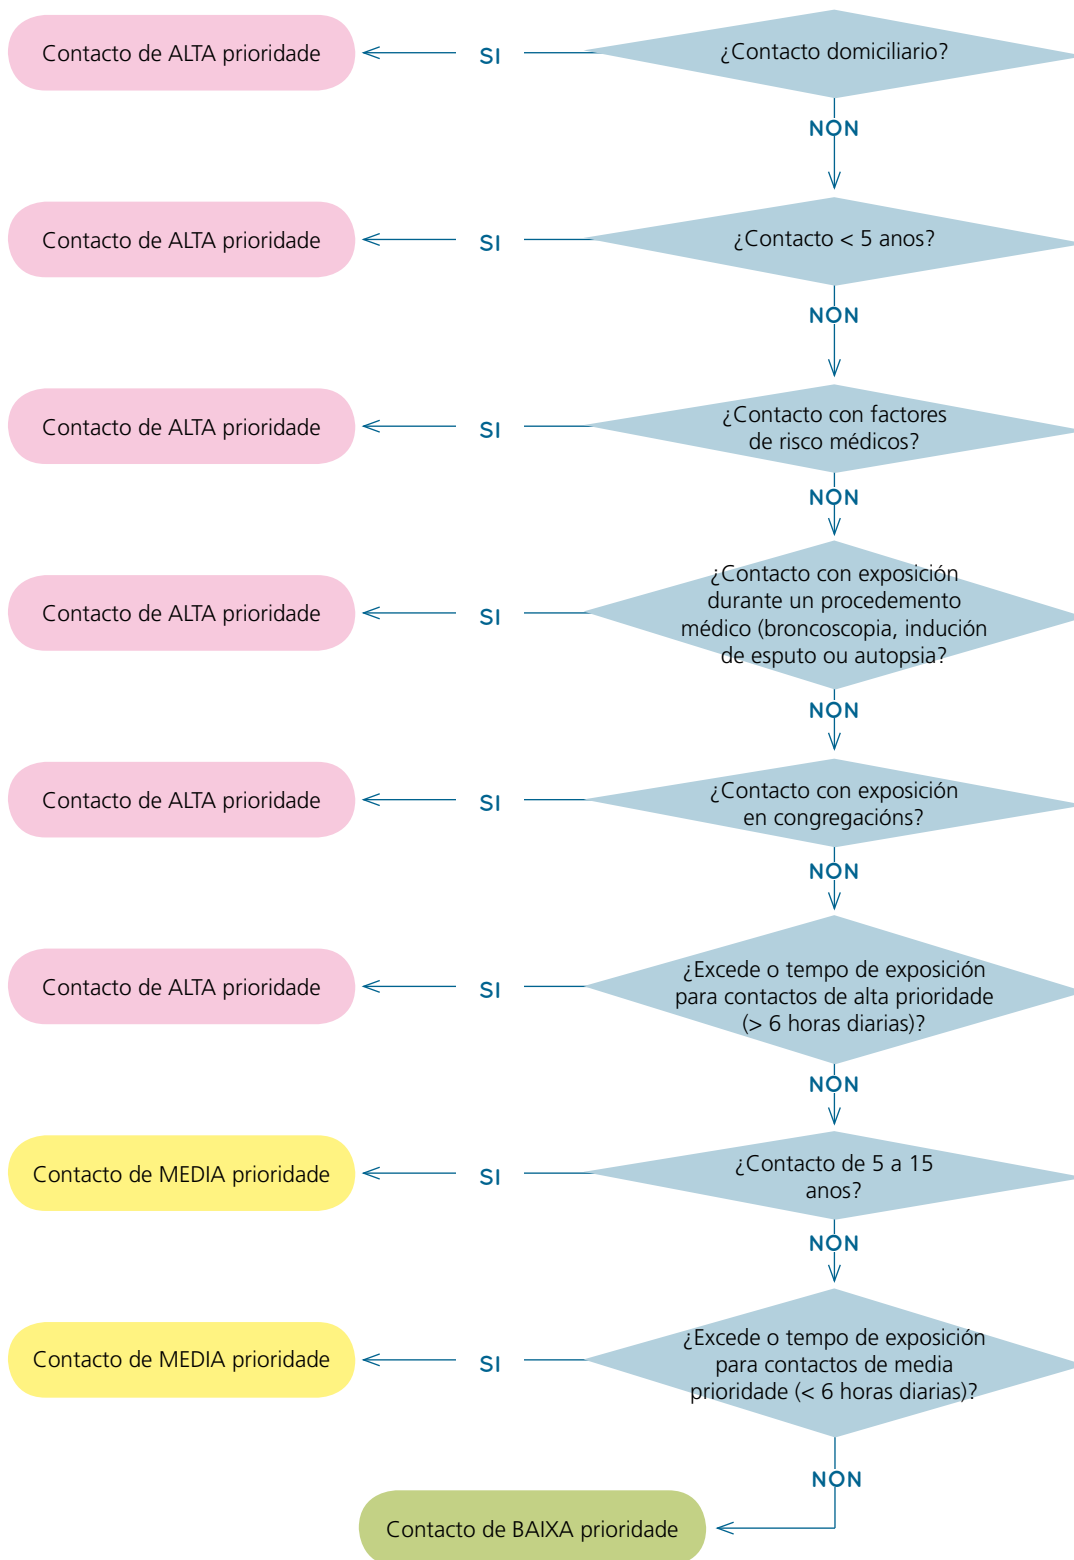 Contacto de ALTA prioridade
SI
¿Contacto domiciliario?
NON
Contacto de ALTA prioridade
SI
¿Contacto < 5 anos?
NON
Contacto de ALTA prioridade
SI
¿Contacto con factores
de risco médicos?
NON
Contacto de ALTA prioridade
SI
¿Contacto con exposición
durante un procedemento
médico (broncoscopia, indución
de esputo ou autopsia?
NON
Contacto de ALTA prioridade
SI
¿Contacto con exposición
en congregacións?
NON
Contacto de ALTA prioridade
SI
¿Excede o tempo de exposición
para contactos de alta prioridade
(> 6 horas diarias)?
NON
Contacto de MEDIA prioridade
SI
¿Contacto de 5 a 15
anos?
NON
Contacto de MEDIA prioridade
SI
¿Excede o tempo de exposición
para contactos de media
prioridade (< 6 horas diarias)?
NON
Contacto de BAIXA prioridade